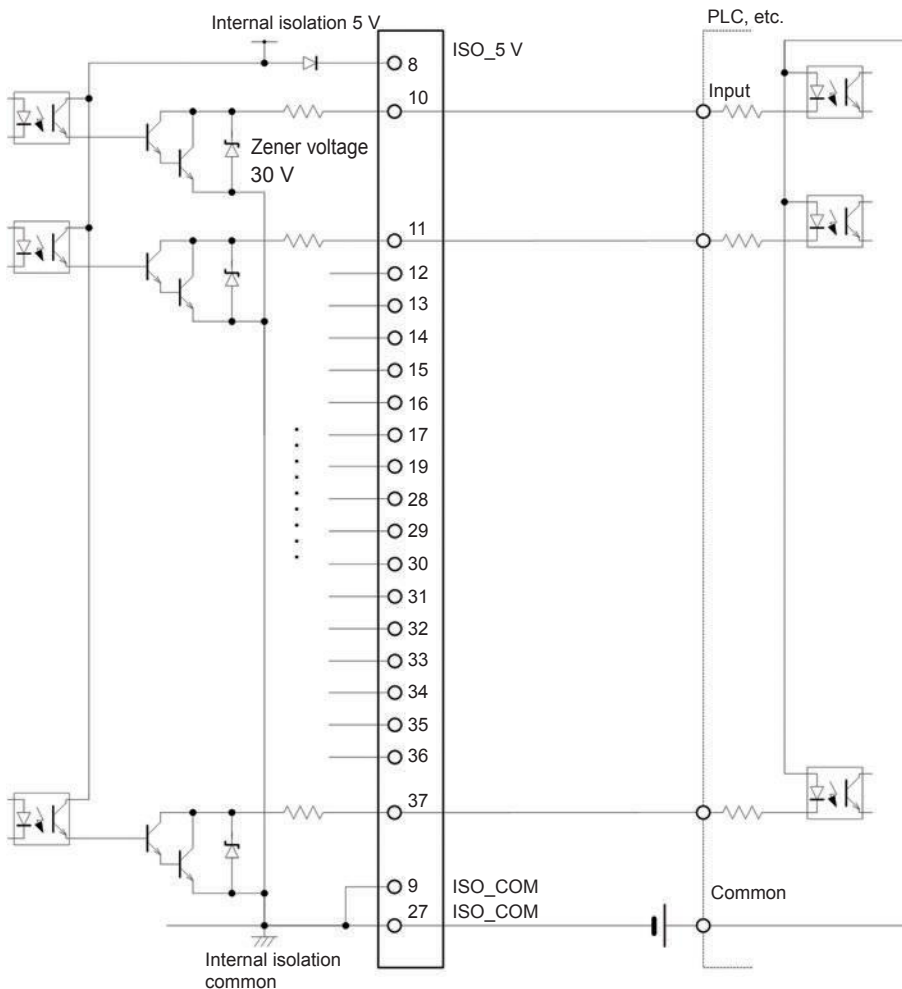 Internal isolation 5 V
PLC, etc.
ISO_5 V
8
10
Input
Zener voltage
30 V
11
12
13
14
15
16
17
19
28
29
30
31
32
33
34
35
36
37
9 ISO_COM
27 ISO_COM
Common
Internal isolation
common